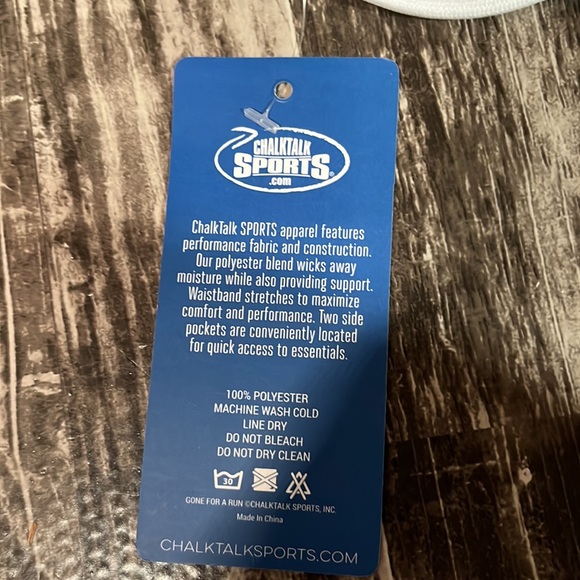 CHALKTALK
SPORTS®
.com
ChalkTalk SPORTS apparel features
performance fabric and construction.
Our polyester blend wicks away
moisture while also providing support.
Waistband stretches to maximize
comfort and performance. Two side
pockets are conveniently located
for quick access to essentials.
100% POLYESTER
MACHINE WASH COLD
LINE DRY
DO NOT BLEACH
DO NOT DRY CLEAN
30
GONE FOR A RUN ©CHALKTALK SPORTS, INC.
Made In China
CHALKTALKSPORTS.COM